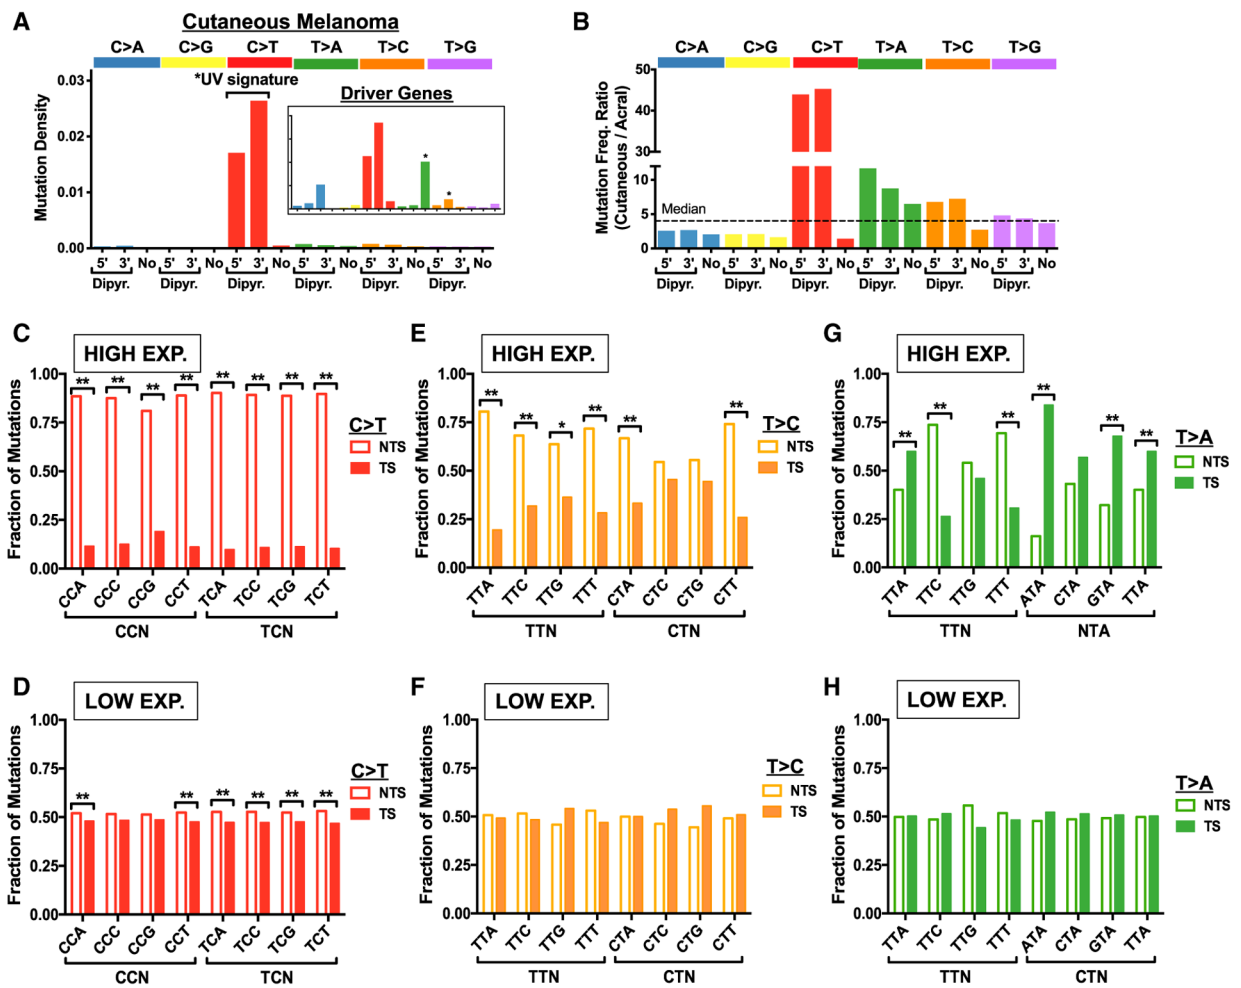 A
Cutaneous Melanoma
C>A C>G C>T T>A T>C T>G
*UV signature
Driver Genes
* *
Mutation Density
0.03
0.02
0.01
0.00
5' 3' No 5' 3' No 5' 3' No 5' 3' No 5' 3' No 5' 3' No
Dipyr. Dipyr. Dipyr. Dipyr. Dipyr. Dipyr.
B
C>A C>G C>T T>A T>C T>G
Mutation Freq. Ratio
(Cutaneous / Acral)
50
40
30
10
5
0
Median
5' 3' No 5' 3' No 5' 3' No 5' 3' No 5' 3' No 5' 3' No
Dipyr. Dipyr. Dipyr. Dipyr. Dipyr. Dipyr.
C
HIGH EXP.
Fraction of Mutations
1.00
0.75
0.50
0.25
0.00
** ** ** ** ** ** ** **
C>T
NTS
TS
CCA CCC CCG CCT TCA TCC TCG TCT
CCN TCN
E
HIGH EXP.
Fraction of Mutations
1.00
0.75
0.50
0.25
0.00
** ** * ** ** **
T>C
NTS
TS
TTA TTC TTG TTT CTA CTC CTG CTT
TTN CTN
G
HIGH EXP.
Fraction of Mutations
1.00
0.75
0.50
0.25
0.00
** ** ** ** ** **
T>A
NTS
TS
TTA TTC TTG TTT ATA CTA GTA TTA
TTN NTA
D
LOW EXP.
Fraction of Mutations
1.00
0.75
0.50
0.25
0.00
** ** ** ** ** **
C>T
NTS
TS
CCA CCC CCG CCT TCA TCC TCG TCT
CCN TCN
F
LOW EXP.
Fraction of Mutations
1.00
0.75
0.50
0.25
0.00
T>C
NTS
TS
TTA TTC TTG TTT CTA CTC CTG CTT
TTN CTN
H
LOW EXP.
Fraction of Mutations
1.00
0.75
0.50
0.25
0.00
T>A
NTS
TS
TTA TTC TTG TTT ATA CTA GTA TTA
TTN CTN